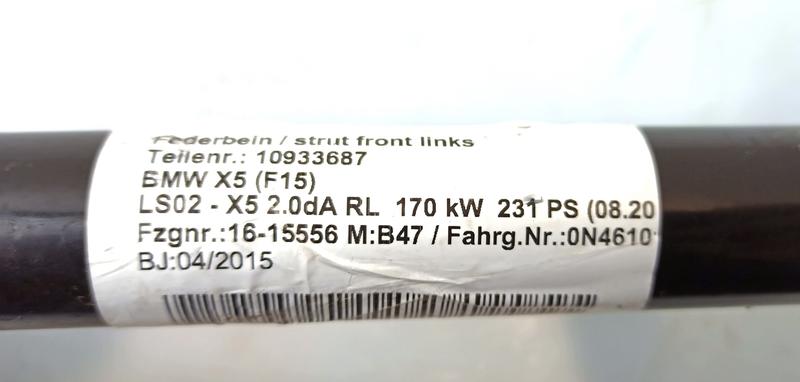 Federbein / strut front links
Teilenr.: 10933687
BMW X5 (F15)
LS02 - X5 2.0dA RL 170 kW 231 PS (08.20
Fzgnr.:16-15556 M:B47 / Fahrg.Nr.:0N4610
BJ:04/2015